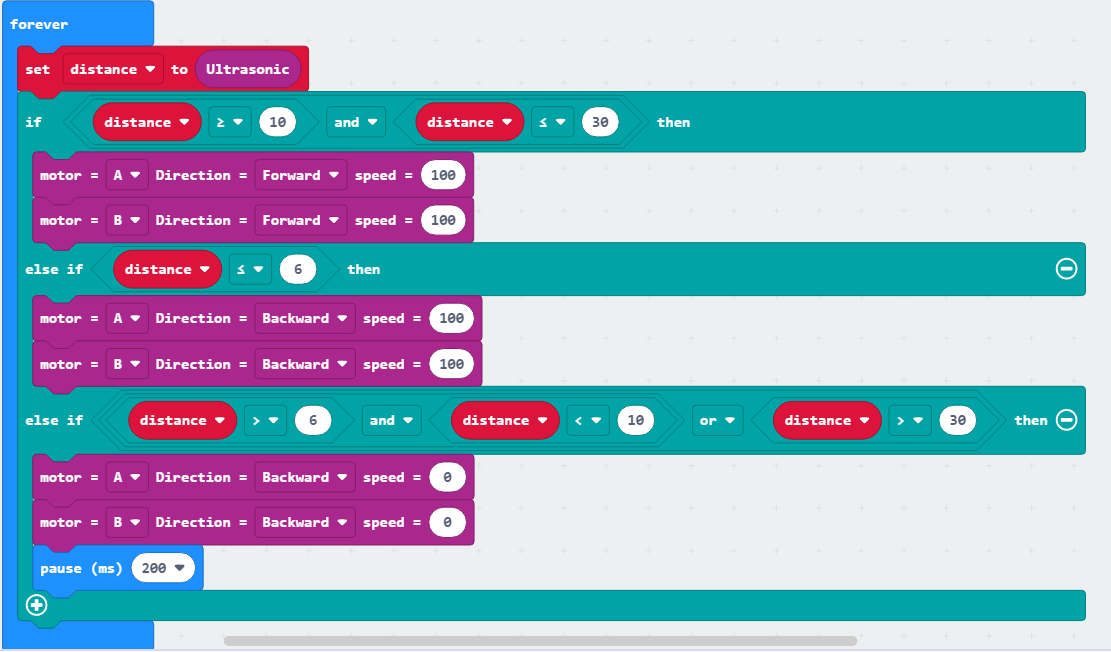 forever
set distance to Ultrasonic
if distance ≥ 10 and distance ≤ 30 then
motor = A Direction = Forward speed = 100
motor = B Direction = Forward speed = 100
else if distance ≤ 6 then
motor = A Direction = Backward speed = 100
motor = B Direction = Backward speed = 100
else if distance > 6 and distance < 10 or distance > 30 then
motor = A Direction = Backward speed = 0
motor = B Direction = Backward speed = 0
pause (ms) 200